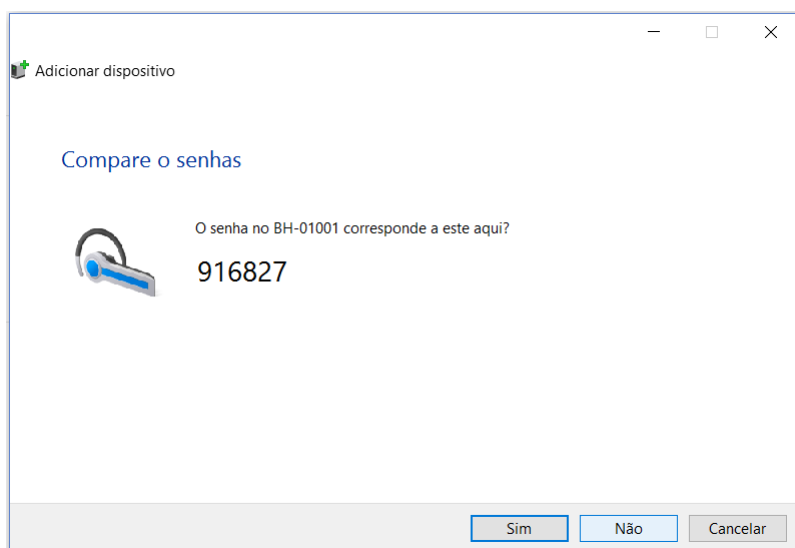 Adicionar dispositivo
Compare o senhas
O senha no BH-01001 corresponde a este aqui?
916827
Sim Não Cancelar